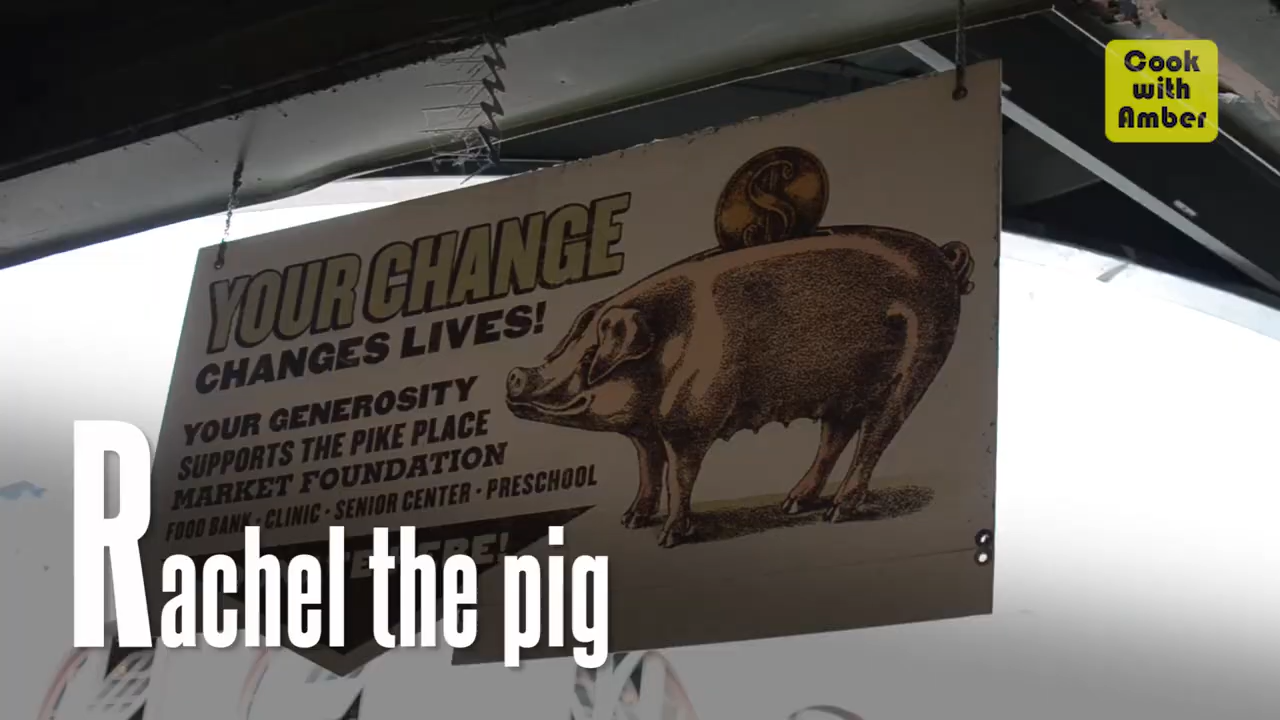 Cook
with
Amber
YOUR CHANGE
CHANGES LIVES!
YOUR GENEROSITY
SUPPORTS THE PIKE PLACE
MARKET FOUNDATION
FOOD BANK · CLINIC · SENIOR CENTER · PRESCHOOL
Rachel the pig